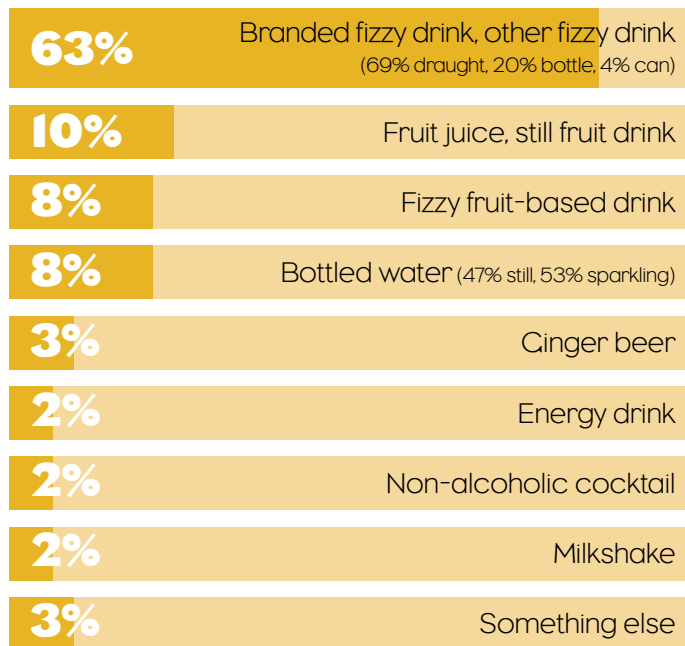 63% Branded fizzy drink, other fizzy drink
(69% draught, 20% bottle, 4% can)
10% Fruit juice, still fruit drink
8% Fizzy fruit-based drink
8% Bottled water (47% still, 53% sparkling)
3% Ginger beer
2% Energy drink
2% Non-alcoholic cocktail
2% Milkshake
3% Something else